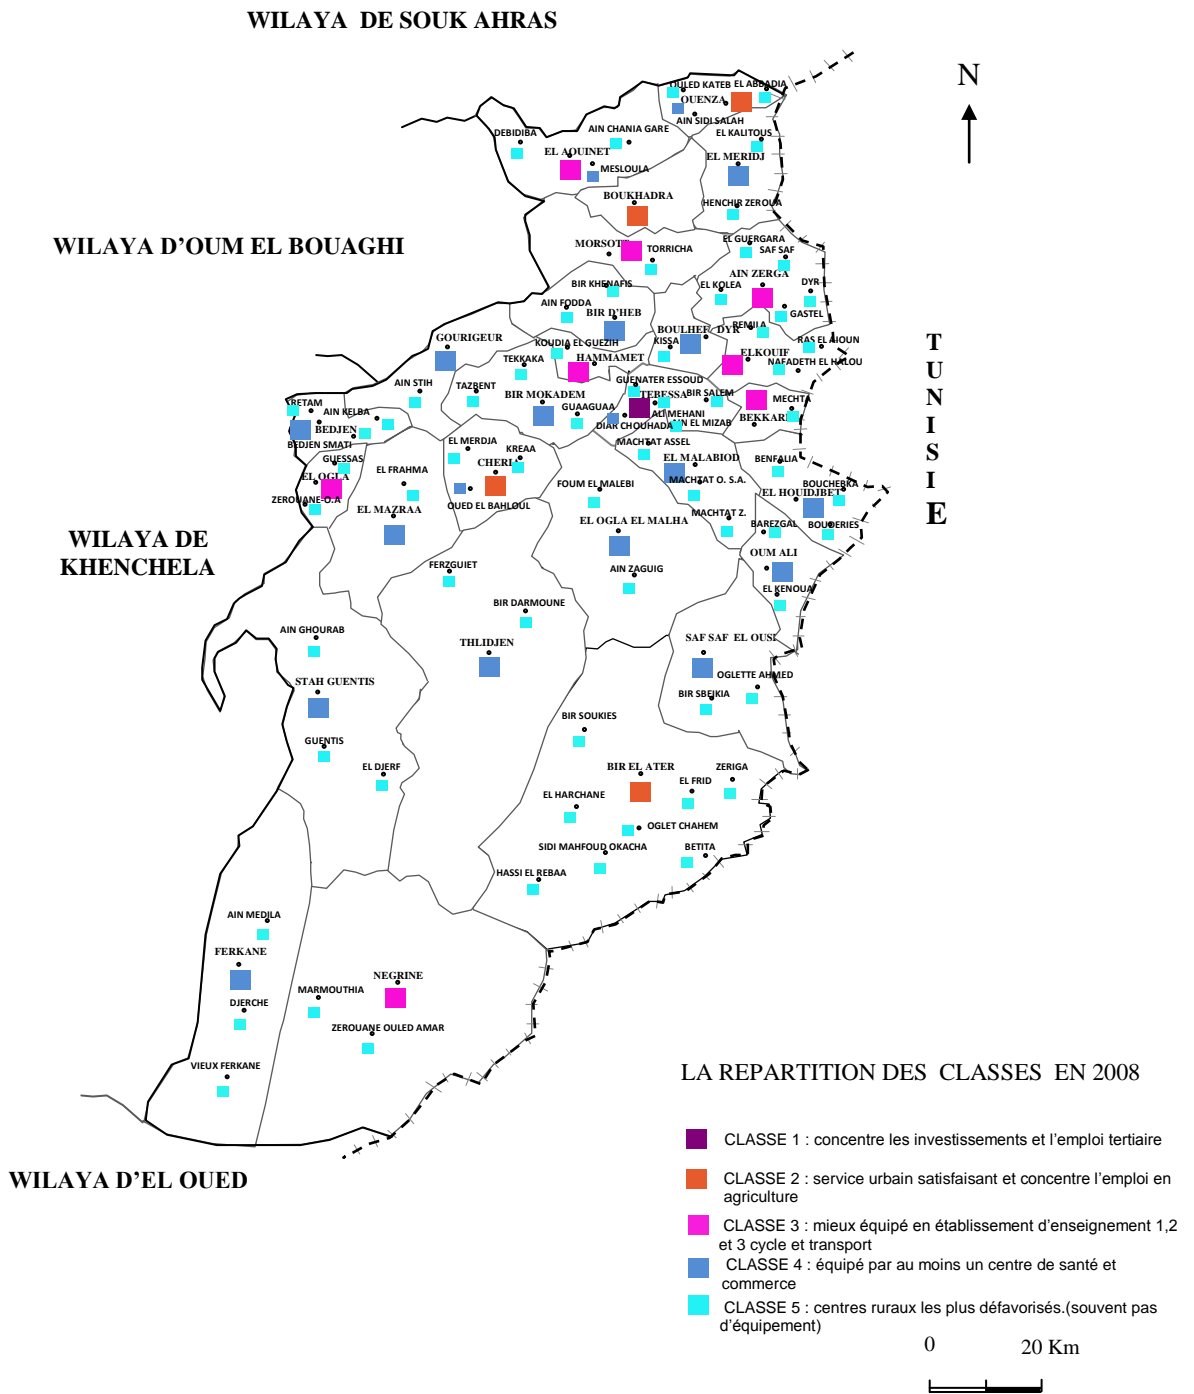 WILAYA DE SOUK AHRAS
N
OULED KATEB
EL ABDADIA
OUENZA
AIN SIDI SALAH
DEBIDIBA
AIN CHANIA GARE
EL KALITOUS
EL AOUINET
MESLOULA
EL MERIDJ
BOUKHADRA
HENCHIR ZEROUA
WILAYA D'OUM EL BOUAGHI
MORSOTT
TORRICHA
EL GUERGARA
SAF SAF
AIN ZERGA
BIR KHENAFIS
EL KOLEA
DYR
AIN FODDA
BIR D'HEB
GASTEL
REMILA
GOURIGEUR
KOUDIA EL GUEZIH
BOULHEF DYR
KISSA
RAS EL AIOUN
TUNISIE
TEKKAKA
HAMMAMET
ELKOUIF
NAFADETH EL HALOU
AIN STIH
TAZBENT
GUENATER ESSOUD
BIR MOKADEM
TEBESSA
BIR SALEM
RETAM
AIN KELBA
GUAAGUAA
ALI MEHANI
MECHTA
BEDJEN
DIAR CHOUHADA
AIN EL MIZAB
BEKKARI
BEDJEN SMATI
EL MERDJA
KREAA
MACHTAT ASSEL
GUESSAS
EL FRAHMA
CHERIA
EL MALABIOD
BENFALIA
EL OGLA
FOUM EL MALEBI
MACHTAT O. S.A.
BOUCHEBKA
ZEROUANE-O.A
OUED EL BAHLOUL
EL HOUIDJBET
EL MAZRAA
EL OGLA EL MALHA
MACHTAT Z.
BAREZGAL
BOUDERIES
WILAYA DE
KHENCHELA
OUM ALI
FERZGUIET
AIN ZAGUIG
EL KENOUA
BIR DARMOUNE
AIN GHOURAB
THLIDJEN
SAF SAF EL OUSI
OGLETTE AHMED
STAH GUENTIS
BIR SBEIKIA
BIR SOUKIES
GUENTIS
EL DJERF
BIR EL ATER
ZERIGA
EL FRID
EL HARCHANE
OGLET CHAHEM
SIDI MAHFOUD OKACHA
BETITA
HASSI EL REBAA
AIN MEDILA
FERKANE
NEGRINE
MARMOUTHIA
DJERCHE
ZEROUANE OULED AMAR
VIEUX FERKANE
WILAYA D'EL OUED
LA REPARTITION DES CLASSES EN 2008
CLASSE 1 : concentre les investissements et l'emploi tertiaire
CLASSE 2 : service urbain satisfaisant et concentre l'emploi en
agriculture
CLASSE 3 : mieux équipé en établissement d'enseignement 1,2
et 3 cycle et transport
CLASSE 4 : équipé par au moins un centre de santé et
commerce
CLASSE 5 : centres ruraux les plus défavorisés.(souvent pas
d'équipement)
0 20 Km